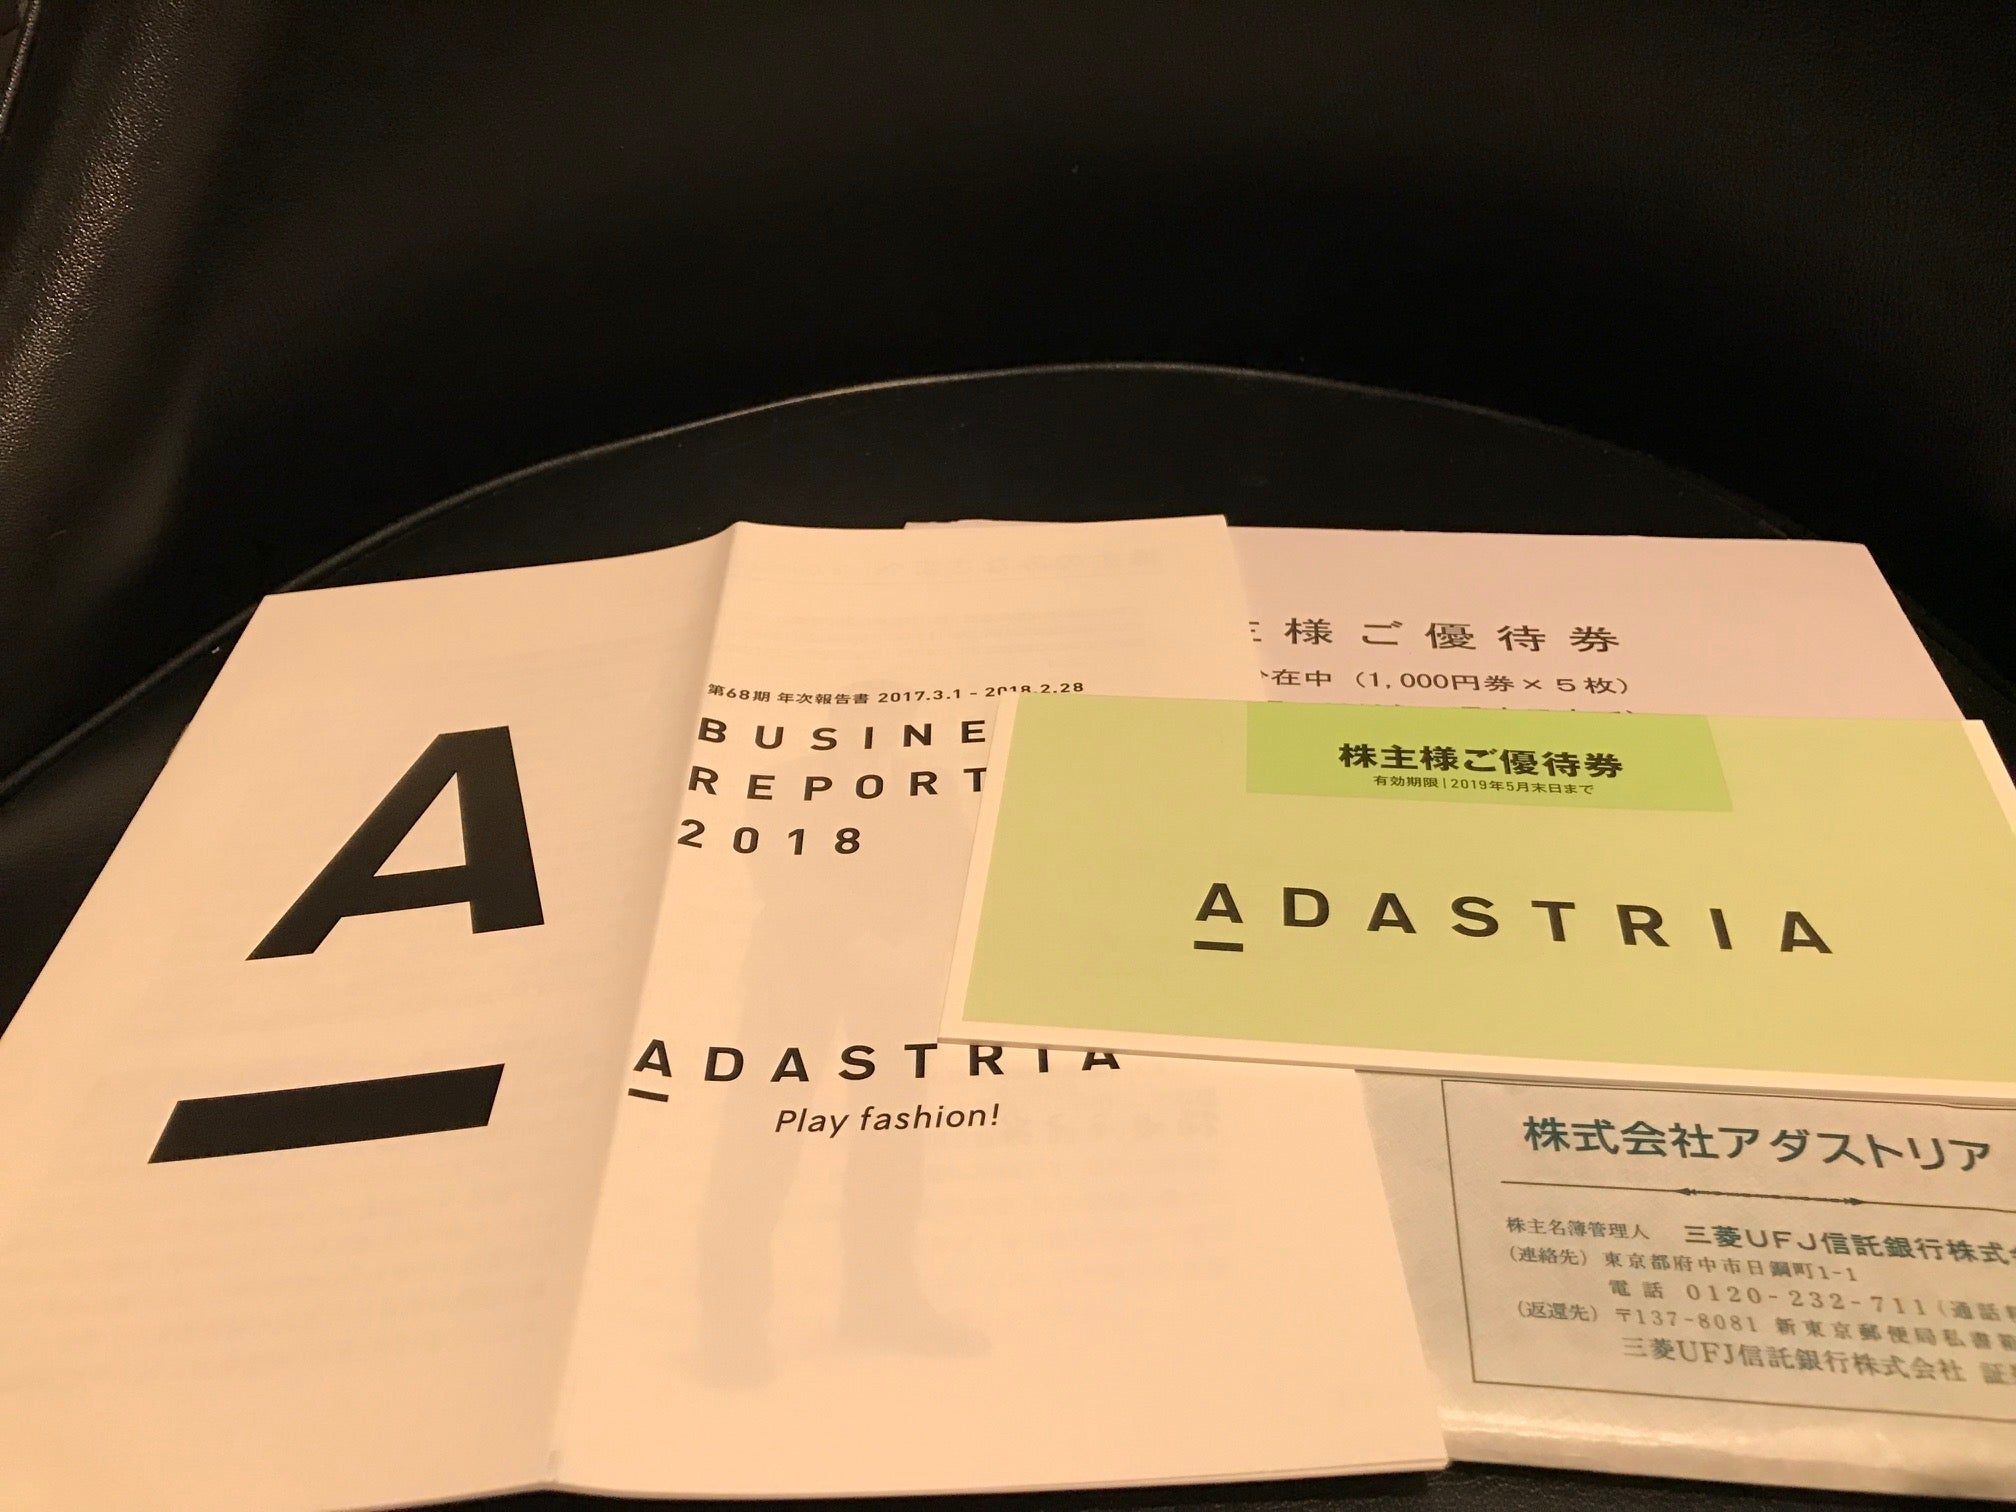 A
第68期 年次報告書 2017.3.1 - 2018.2.28
BUSINE
REPORT
2018
ADASTRIA
Play fashion!
様ご優待券
在中（1,000円券×5枚）
株主様ご優待券
有効期限|2019年5月末日まで
ADASTRIA
株式会社アダストリア
株主名簿管理人 三菱UFJ信託銀行株式
（連絡先）東京都府中市日鋼町1-1
電話 0120-232-711（通話
（返還先）〒137-8081 新東京郵便局私書
三菱UFJ信託銀行株式会社 証